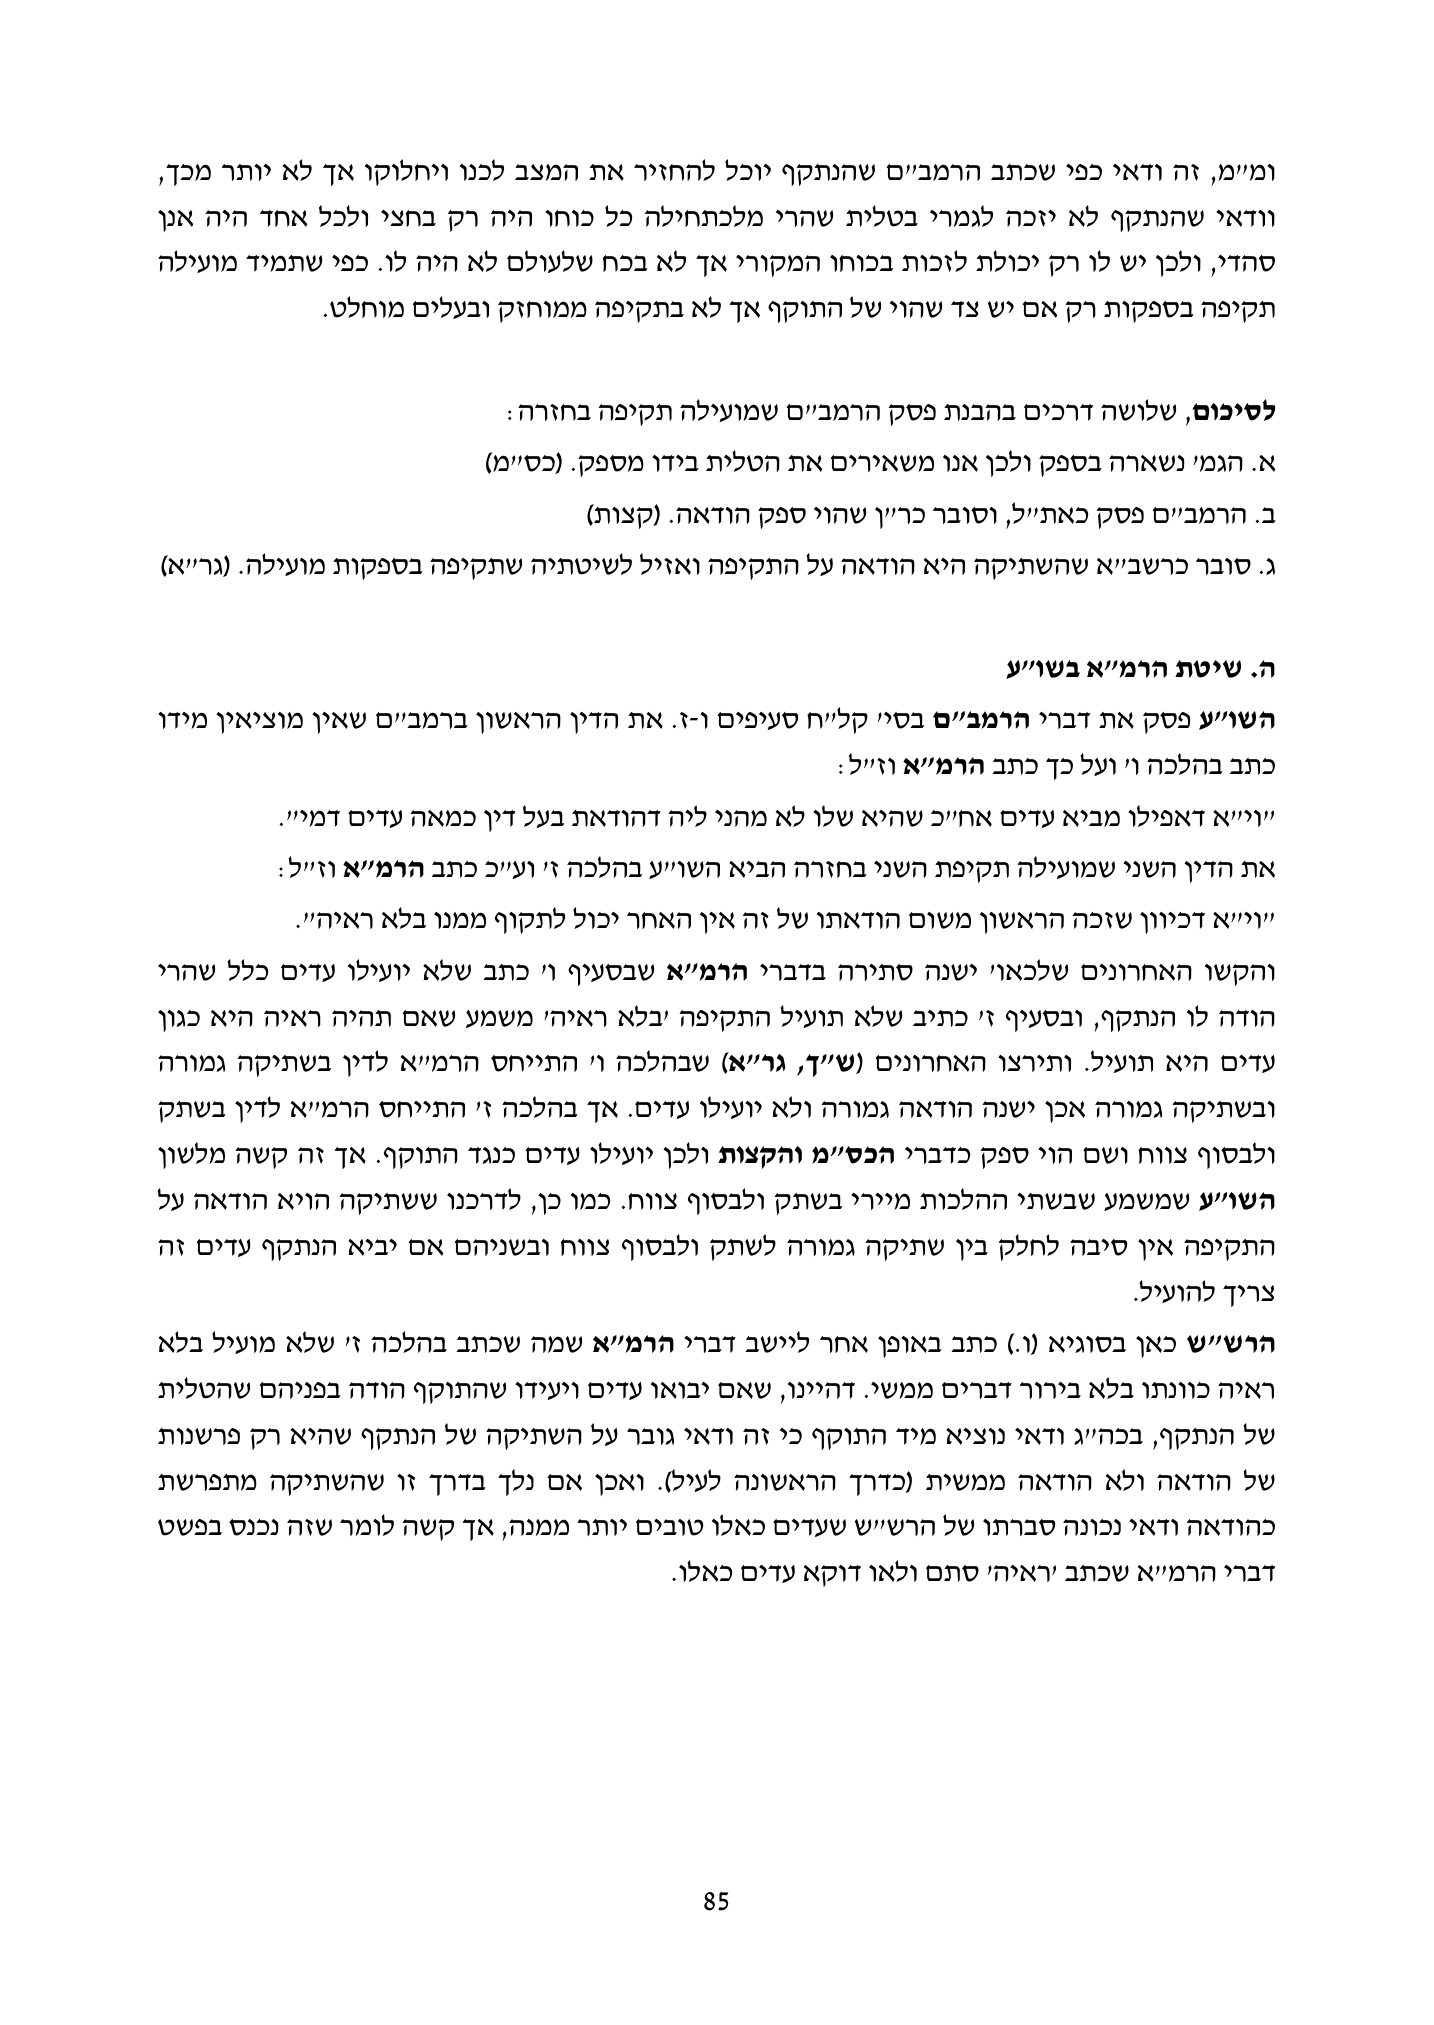 ומ״מ, זה ודאי כפי שכתב הרמב״ם שהנתקף יוכל להחזיר את המצב לכנו ויחלוקו אך לא יותר מכך,
וודאי שהנתקף לא יזכה לגמרי בטלית שהרי מלכתחילה כל כוחו היה רק בחצי ולכל אחד היה אנן
סהדי, ולכן יש לו רק יכולת לזכות בכוחו המקורי אך לא בכח שלעולם לא היה לו. כפי שתמיד מועילה
תקיפה בספקות רק אם יש צד שהוי של התוקף אך לא בתקיפה ממוחזק ובעלים מוחלט.
לסיכום, שלושה דרכים בהבנת פסק הרמב״ם שמועילה תקיפה בחזרה:
א. הגמ׳ נשארה בספק ולכן אנו משאירים את הטלית בידו מספק. (כס״מ)
ב. הרמב״ם פסק כאת״ל, וסובר כר״ן שהוי ספק הודאה. (קצות)
ג. סובר כרשב״א שהשתיקה היא הודאה על התקיפה ואזיל לשיטתיה שתקיפה בספקות מועילה. (גר״א)
ה. שיטת הרמ״א בשו״ע
השו״ע פסק את דברי הרמב״ם בסי׳ קל״ח סעיפים ו-ז. את הדין הראשון ברמב״ם שאין מוציאין מידו
כתב בהלכה ו׳ ועל כך כתב הרמ״א וז״ל:
״וי״א דאפילו מביא עדים אח״כ שהיא שלו לא מהני ליה דהודאת בעל דין כמאה עדים דמי״.
את הדין השני שמועילה תקיפת השני בחזרה הביא השו״ע בהלכה ז׳ וע״כ כתב הרמ״א וז״ל:
״וי״א דכיוון שזכה הראשון משום הודאתו של זה אין האחר יכול לתקוף ממנו בלא ראיה״.
והקשו האחרונים שלכאו׳ ישנה סתירה בדברי הרמ״א שבסעיף ו׳ כתב שלא יועילו עדים כלל שהרי
הודה לו הנתקף, ובסעיף ז׳ כתיב שלא תועיל התקיפה ׳בלא ראיה׳ משמע שאם תהיה ראיה היא כגון
עדים היא תועיל. ותירצו האחרונים (ש״ך, גר״א) שבהלכה ו׳ התייחס הרמ״א לדין בשתיקה גמורה
ובשתיקה גמורה אכן ישנה הודאה גמורה ולא יועילו עדים. אך בהלכה ז׳ התייחס הרמ״א לדין בשתק
ולבסוף צווח ושם הוי ספק כדברי הכס״מ והקצות ולכן יועילו עדים כנגד התוקף. אך זה קשה מלשון
השו״ע שמשמע שבשתי ההלכות מיירי בשתק ולבסוף צווח. כמו כן, לדרכנו ששתיקה הויא הודאה על
התקיפה אין סיבה לחלק בין שתיקה גמורה לשתק ולבסוף צווח ובשניהם אם יביא הנתקף עדים זה
צריך להועיל.
הרש״ש כאן בסוגיא (ו.) כתב באופן אחר ליישב דברי הרמ״א שמה שכתב בהלכה ז׳ שלא מועיל בלא
ראיה כוונתו בלא בירור דברים ממשי. דהיינו, שאם יבואו עדים ויעידו שהתוקף הודה בפניהם שהטלית
של הנתקף, בכה״ג ודאי נוציא מיד התוקף כי זה ודאי גובר על השתיקה של הנתקף שהיא רק פרשנות
של הודאה ולא הודאה ממשית (כדרך הראשונה לעיל). ואכן אם נלך בדרך זו שהשתיקה מתפרשת
כהודאה ודאי נכונה סברתו של הרש״ש שעדים כאלו טובים יותר ממנה, אך קשה לומר שזה נכנס בפשט
דברי הרמ״א שכתב ׳ראיה׳ סתם ולאו דוקא עדים כאלו.
85